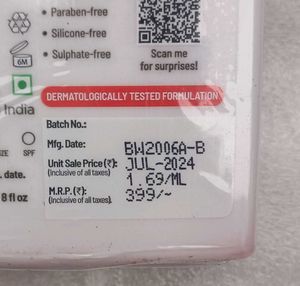 • Paraben-free
• Silicone-free
• Sulphate-free
Scan me
for surprises!
6M
India
DERMATOLOGICALLY TESTED FORMULATION
Batch No.:
Mfg. Date: BW2006A-B
Unit Sale Price (₹): JUL-2024
(Inclusive of all taxes) 1.69/ML
M.R.P. (₹): 399/~
(Inclusive of all taxes)
SPF
. date.
8 fl oz